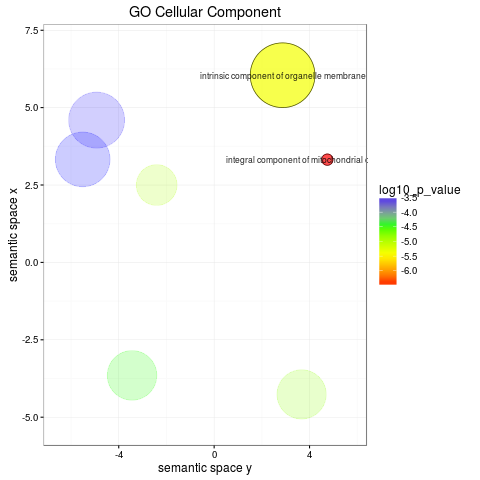 GO Cellular Component
7.5
5.0
2.5
0.0
-2.5
-5.0
semantic space x
intrinsic component of organelle membrane
integral component of mitochondrial
-4
0
4
semantic space y
log10_p_value
-3.5
-4.0
-4.5
-5.0
-5.5
-6.0